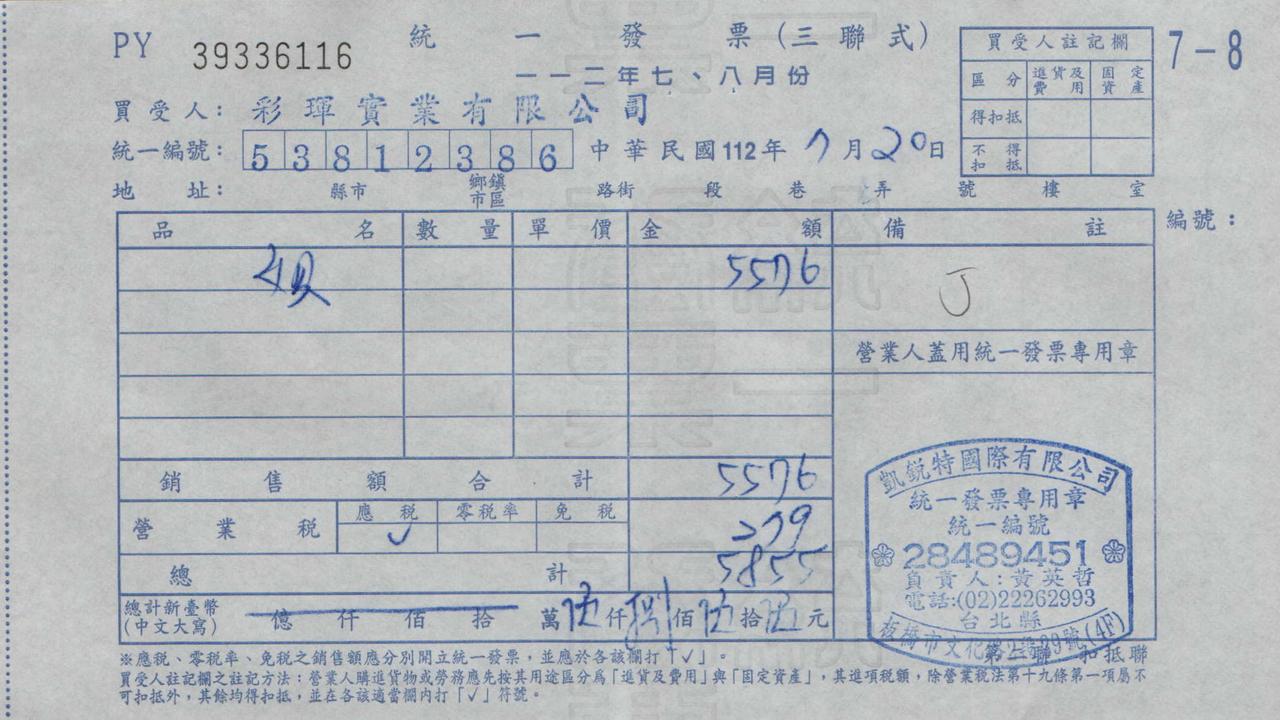 PY 39336116 統一發票(三聯式)
一一二年七、八月份
7-8
買受人註記欄
區分 進貨及費用 固定資產
得扣抵
不得扣抵
買受人: 彩琿實業有限公司
統一編號: 53812386 中華民國112年7月20日
地址: 縣市 鄉鎮市區 路街 段 巷 弄 號 樓 室
編號:
品名 數量 單價 金額 備註
5576 J
營業人蓋用統一發票專用章
銷售額合計 5576
營業稅 應稅 零稅率 免稅 279
✓
總計 5855
總計新臺幣(中文大寫) 億 仟 佰 拾 萬 伍 仟 捌 佰 伍 拾 伍 元
凱銳特國際有限公司
統一發票專用章
統一編號
28489451
負責人:黃英哲
電話:(02)22262993
台北縣
板橋市文化路2段 號(4F)
第二聯 扣抵聯
※應稅、零稅率、免稅之銷售額應分別開立統一發票,並應於各該欄打「✓」。
買受人註記欄之註記方法:營業人購進貨物或勞務應先按其用途區分為「進貨及費用」與「固定資產」,其進項稅額,除營業稅法第十九條第一項屬不
可扣抵外,其餘均得扣抵,並在各該適當欄內打「✓」符號。